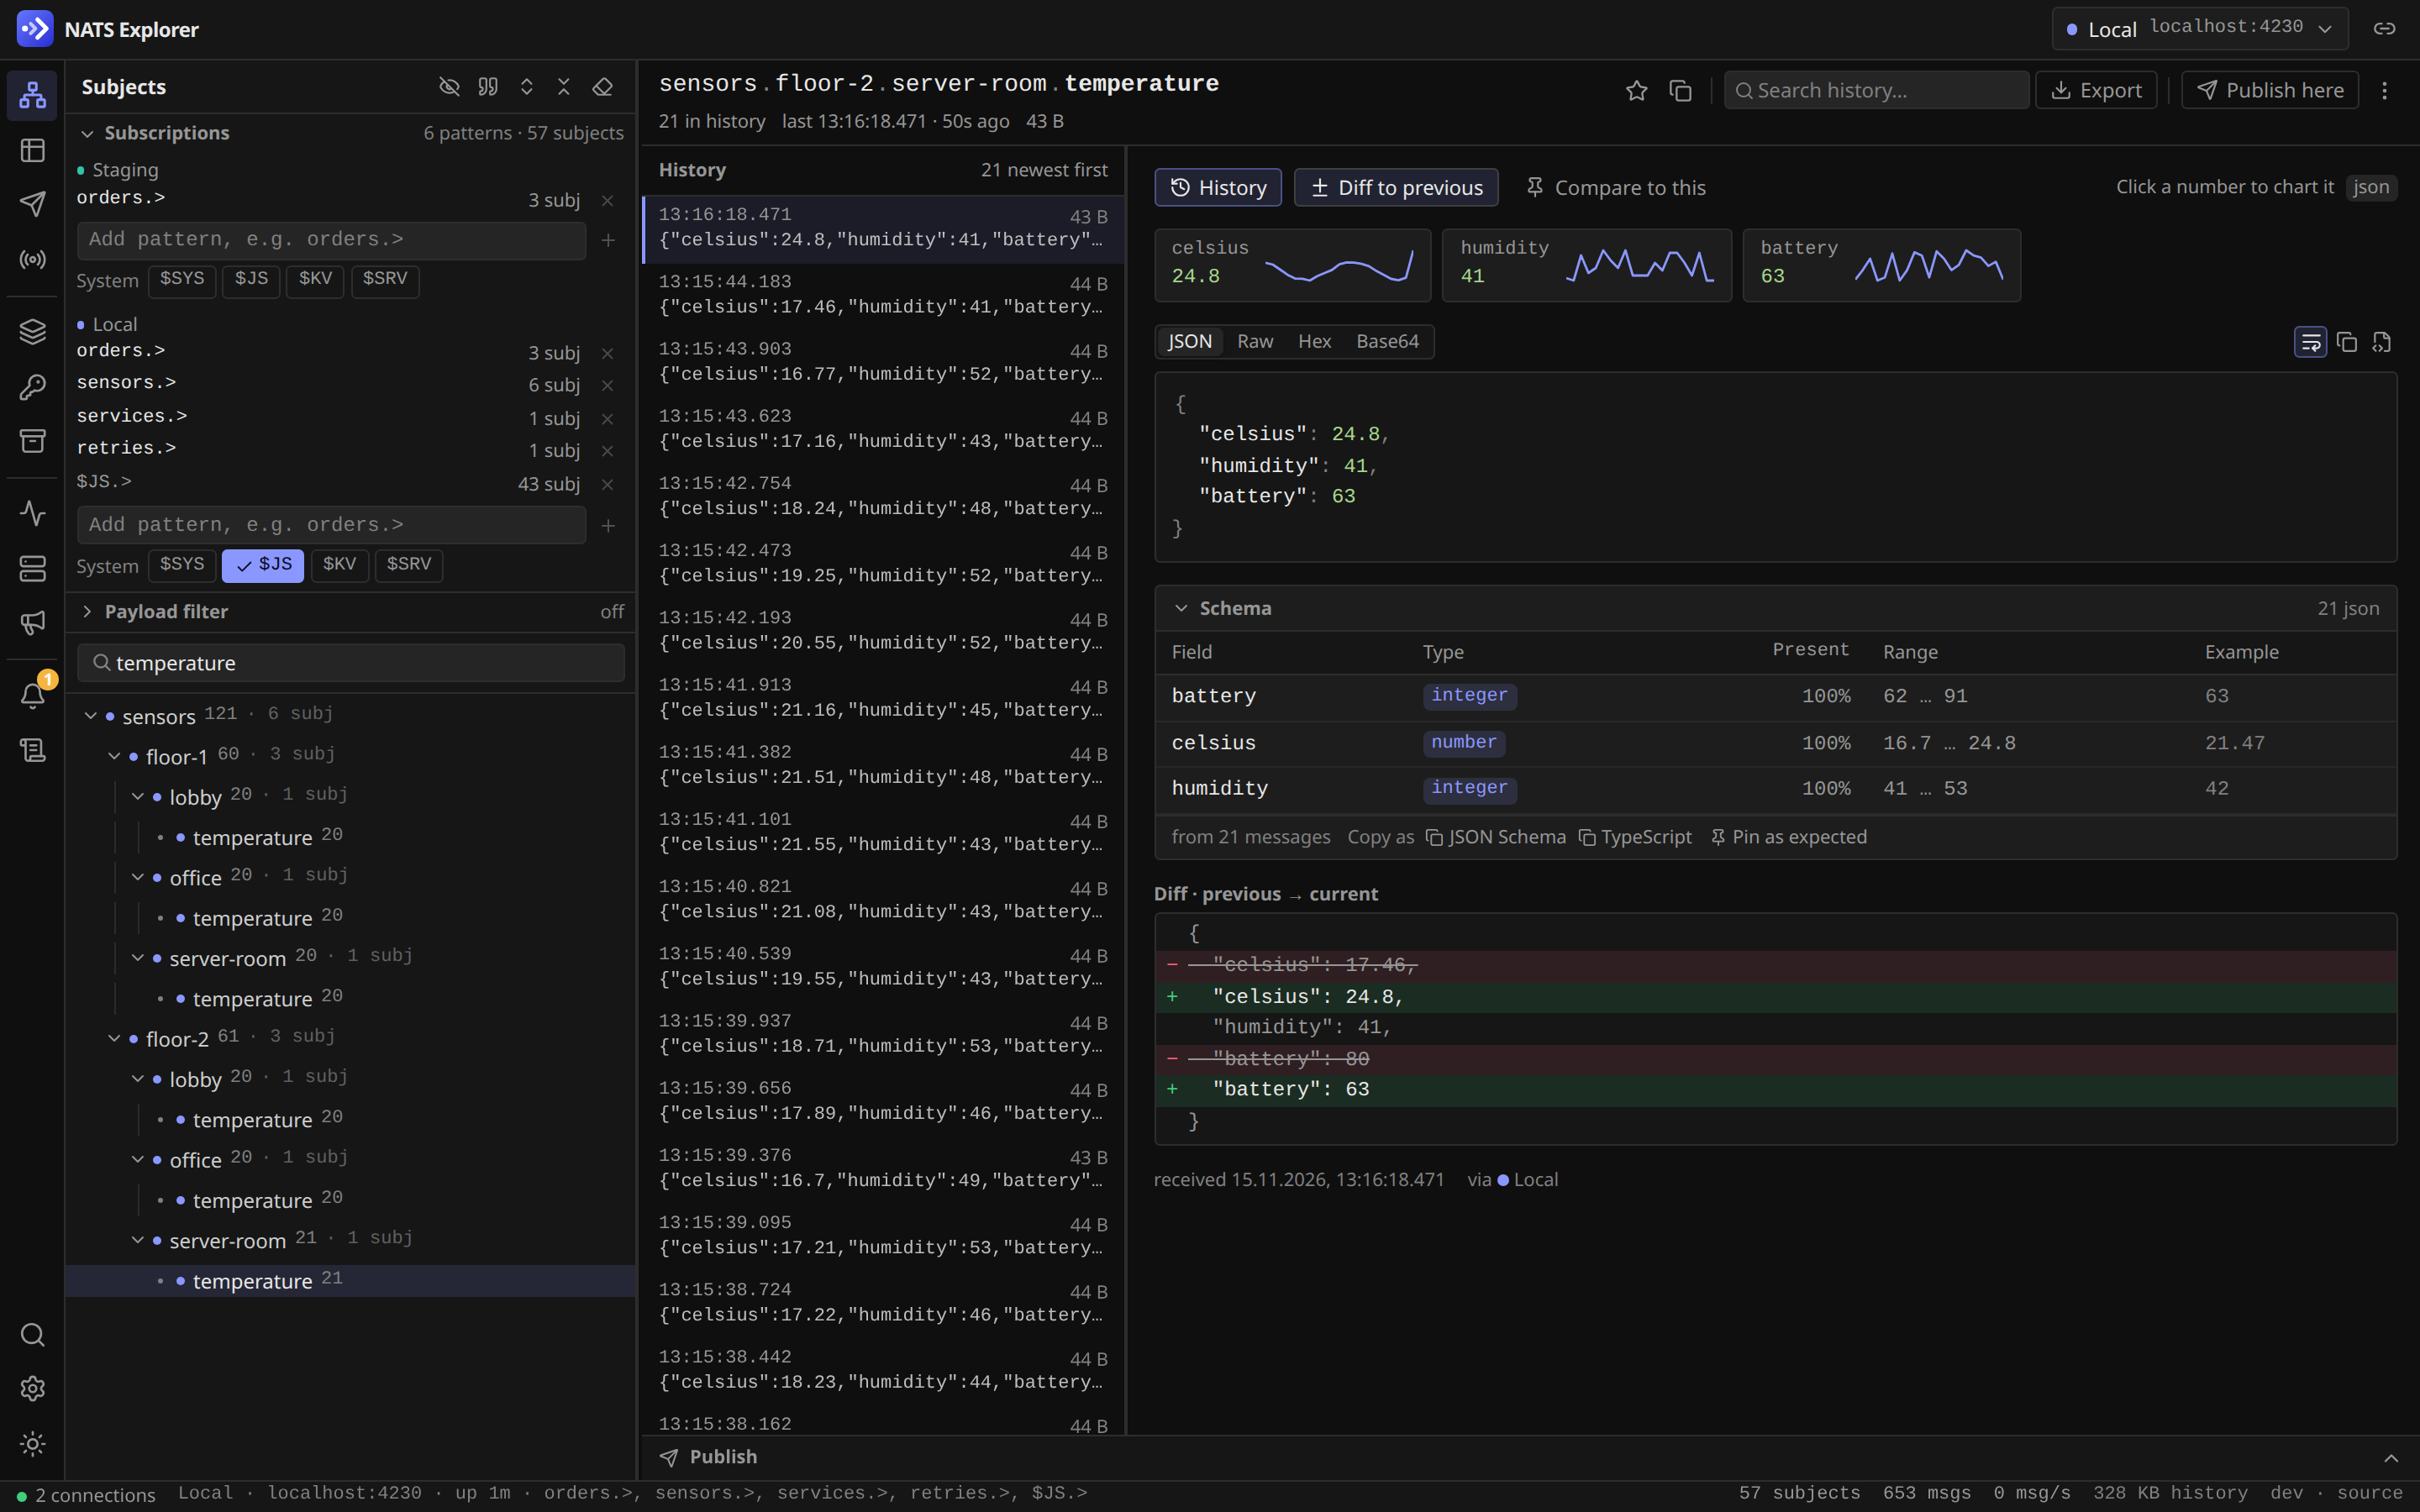 NATS Explorer
Local localhost:4230
Subjects
Subscriptions 6 patterns · 57 subjects
Staging
orders.> 3 subj
Add pattern, e.g. orders.>
System $SYS $JS $KV $SRV
Local
orders.> 3 subj
sensors.> 6 subj
services.> 1 subj
retries.> 1 subj
$JS.> 43 subj
Add pattern, e.g. orders.>
System $SYS $JS $KV $SRV
Payload filter off
temperature
1
sensors 121 · 6 subj
floor-1 60 · 3 subj
lobby 20 · 1 subj
temperature 20
office 20 · 1 subj
temperature 20
server-room 20 · 1 subj
temperature 20
floor-2 61 · 3 subj
lobby 20 · 1 subj
temperature 20
office 20 · 1 subj
temperature 20
server-room 21 · 1 subj
temperature 21
sensors.floor-2.server-room.temperature
21 in history last 13:16:18.471 · 50s ago 43 B
Search history... Export Publish here
History 21 newest first
13:16:18.471 43 B
{"celsius":24.8,"humidity":41,"battery"…
13:15:44.183 44 B
{"celsius":17.46,"humidity":41,"battery…
13:15:43.903 44 B
{"celsius":16.77,"humidity":52,"battery…
13:15:43.623 44 B
{"celsius":17.16,"humidity":43,"battery…
13:15:42.754 44 B
{"celsius":18.24,"humidity":48,"battery…
13:15:42.473 44 B
{"celsius":19.25,"humidity":52,"battery…
13:15:42.193 44 B
{"celsius":20.55,"humidity":52,"battery…
13:15:41.913 44 B
{"celsius":21.16,"humidity":45,"battery…
13:15:41.382 44 B
{"celsius":21.51,"humidity":48,"battery…
13:15:41.101 44 B
{"celsius":21.55,"humidity":43,"battery…
13:15:40.821 44 B
{"celsius":21.08,"humidity":43,"battery…
13:15:40.539 44 B
{"celsius":19.55,"humidity":43,"battery…
13:15:39.937 44 B
{"celsius":18.71,"humidity":53,"battery…
13:15:39.656 44 B
{"celsius":17.89,"humidity":46,"battery…
13:15:39.376 43 B
{"celsius":16.7,"humidity":49,"battery"…
13:15:39.095 44 B
{"celsius":17.21,"humidity":53,"battery…
13:15:38.724 44 B
{"celsius":17.22,"humidity":46,"battery…
13:15:38.442 44 B
{"celsius":18.23,"humidity":44,"battery…
13:15:38.162 44 B
History Diff to previous Compare to this Click a number to chart it json
celsius 24.8
humidity 41
battery 63
JSON Raw Hex Base64
{
"celsius": 24.8,
"humidity": 41,
"battery": 63
}
Schema 21 json
Field Type Present Range Example
battery integer 100% 62 … 91 63
celsius number 100% 16.7 … 24.8 21.47
humidity integer 100% 41 … 53 42
from 21 messages Copy as JSON Schema TypeScript Pin as expected
Diff · previous → current
{
− "celsius": 17.46,
+ "celsius": 24.8,
"humidity": 41,
− "battery": 80
+ "battery": 63
}
received 15.11.2026, 13:16:18.471 via Local
Publish
2 connections Local · localhost:4230 · up 1m · orders.>, sensors.>, services.>, retries.>, $JS.> 57 subjects 653 msgs 0 msg/s 328 KB history dev · source